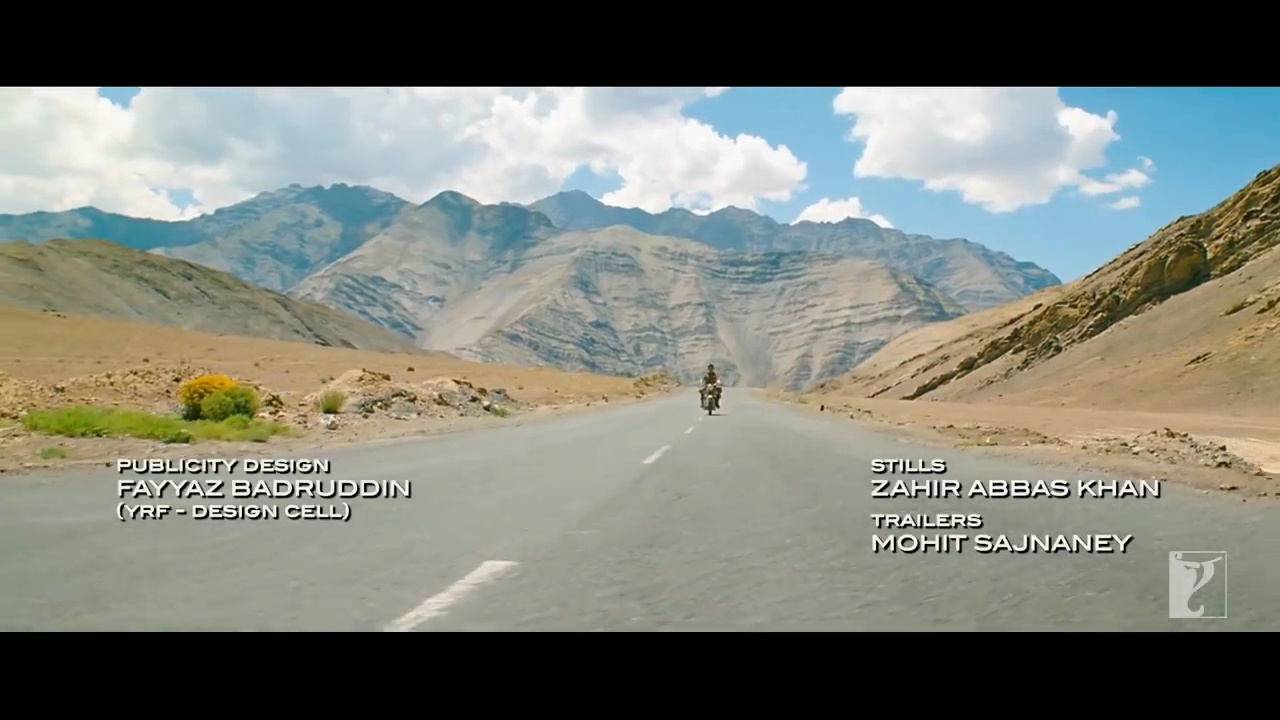 PUBLICITY DESIGN
FAYYAZ BADRUDDIN
(YRF - DESIGN CELL)
STILLS
ZAHIR ABBAS KHAN
TRAILERS
MOHIT SAJNANEY